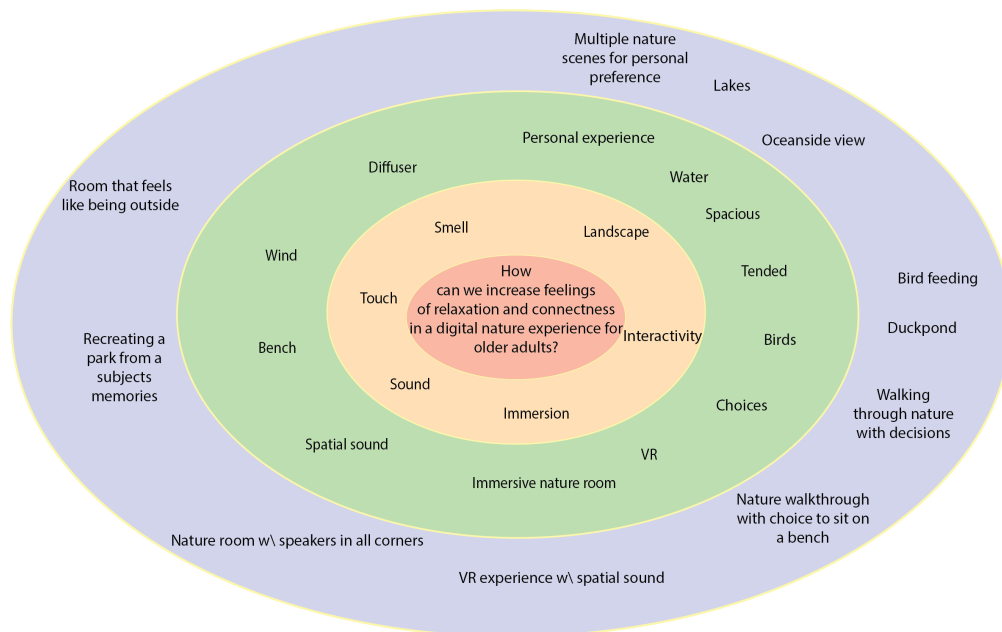 Multiple nature
scenes for personal
preference
Lakes
Oceanside view
Personal experience
Diffuser
Water
Room that feels
like being outside
Spacious
Smell
Landscape
Wind
Tended
Bird feeding
How
can we increase feelings
of relaxation and connectness
in a digital nature experience for
older adults?
Touch
Interactivity
Birds
Duckpond
Recreating a
park from a
subjects
memories
Bench
Sound
Immersion
Choices
Walking
through nature
with decisions
Spatial sound
VR
Immersive nature room
Nature walkthrough
with choice to sit on
a bench
Nature room w\ speakers in all corners
VR experience w\ spatial sound